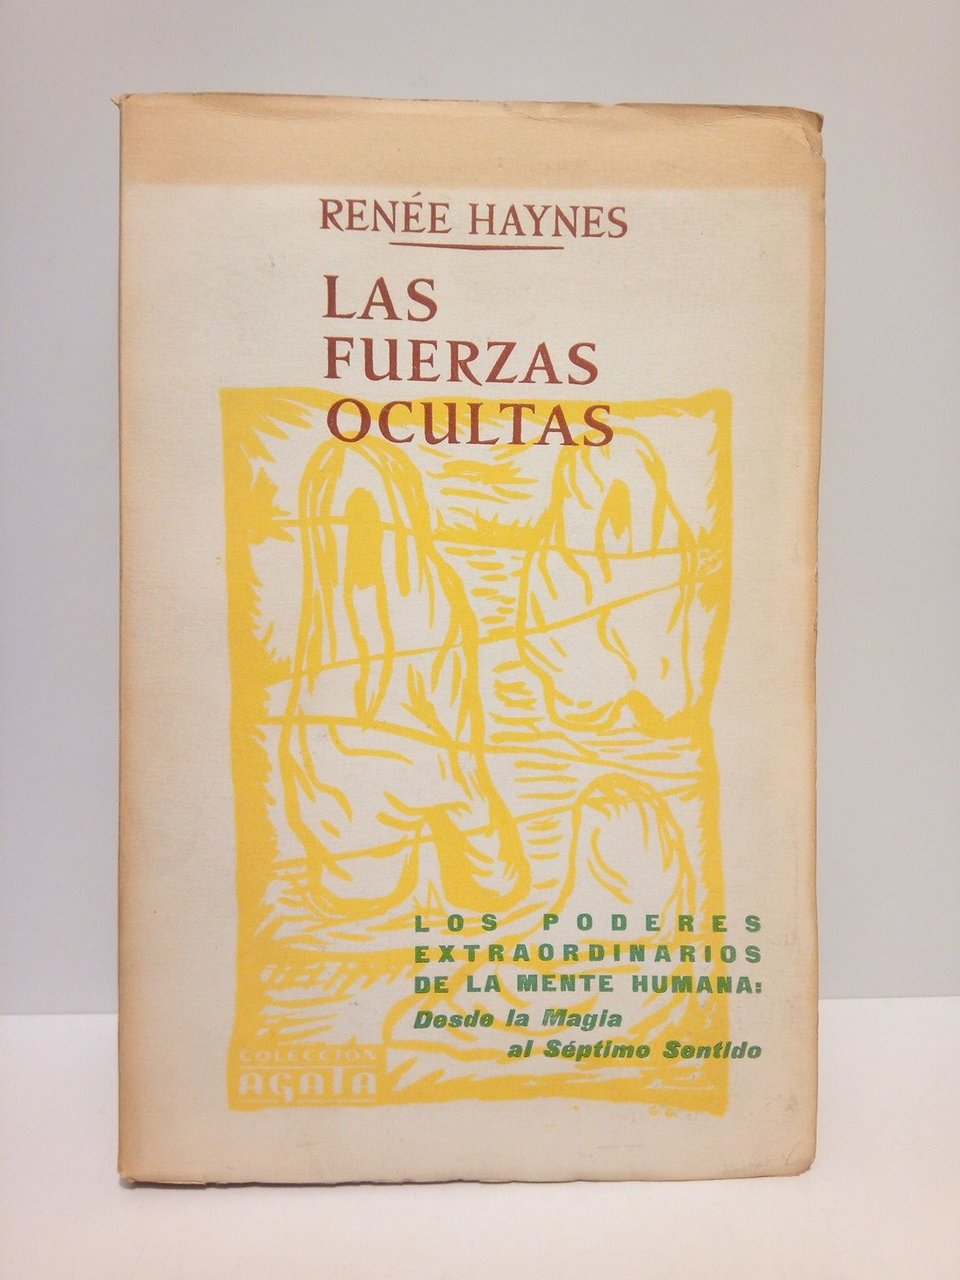 RENÉE HAYNES
LAS
FUERZAS
OCULTAS
LOS PODERES
EXTRAORDINARIOS
DE LA MENTE HUMANA:
Desde la Magia
al Séptimo Sentido
COLECCIÓN
AGATA